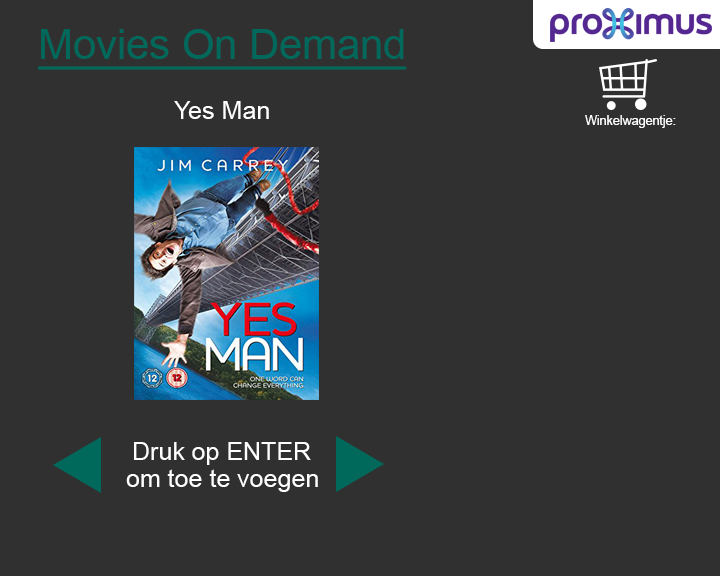 Movies On Demand
proximus
Winkelwagentje:
Yes Man
JIM CARREY
YES
MAN
ONE WORD CAN
CHANGE EVERYTHING.
12
12
Druk op ENTER
om toe te voegen